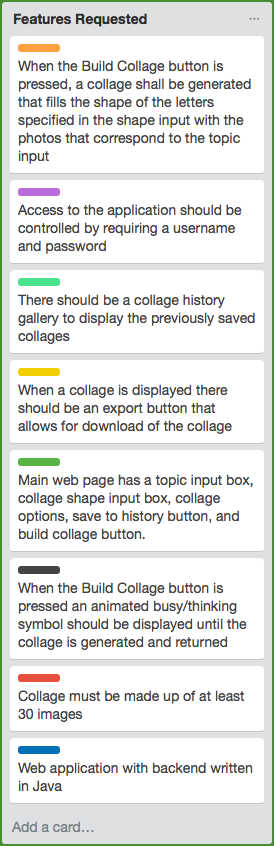 Features Requested ...
When the Build Collage button is
pressed, a collage shall be generated
that fills the shape of the letters
specified in the shape input with the
photos that correspond to the topic
input
Access to the application should be
controlled by requiring a username
and password
There should be a collage history
gallery to display the previously saved
collages
When a collage is displayed there
should be an export button that
allows for download of the collage
Main web page has a topic input box,
collage shape input box, collage
options, save to history button, and
build collage button.
When the Build Collage button is
pressed an animated busy/thinking
symbol should be displayed until the
collage is generated and returned
Collage must be made up of at least
30 images
Web application with backend written
in Java
Add a card…